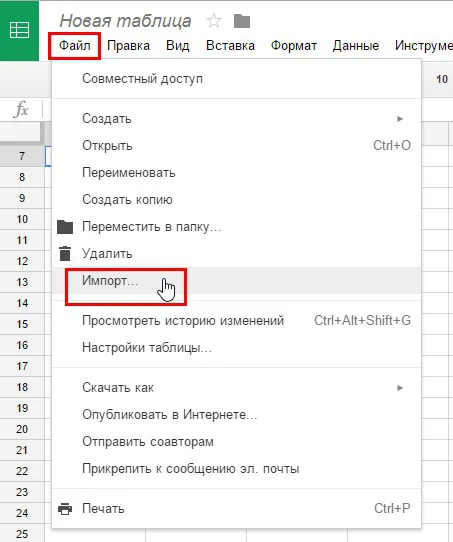 Новая таблица
Файл Правка Вид Вставка Формат Данные Инструме
10
fx
Совместный доступ
Создать ►
Открыть Ctrl+O
Переименовать
Создать копию
Переместить в папку...
Удалить
Импорт...
Просмотреть историю изменений Ctrl+Alt+Shift+G
Настройки таблицы...
Скачать как ►
Опубликовать в Интернете...
Отправить соавторам
Прикрепить к сообщению эл. почты
Печать Ctrl+P
7
8
9
10
11
12
13
14
15
16
17
18
19
20
21
22
23
24
25